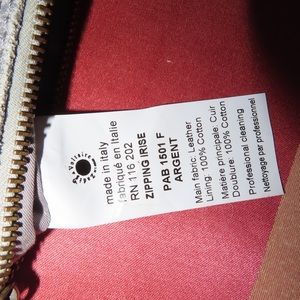 made in italy
fabriqué en Italie
RN 116 202
ZIPPING IRISE
PAB 1501 F
ARGENT
Main fabric: Leather
Lining: 100% Cotton
Matière principale: Cuir
Doublure: 100% Cotton
Professional cleaning
Nettoyage par professionnel